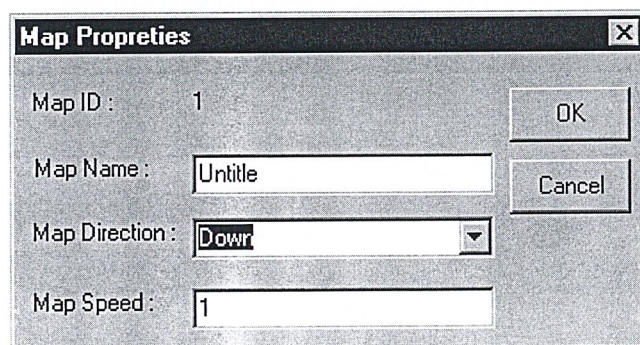 Map Propreties
Map ID : 1
OK
Map Name : Untitle
Cancel
Map Direction : Down
Map Speed : 1